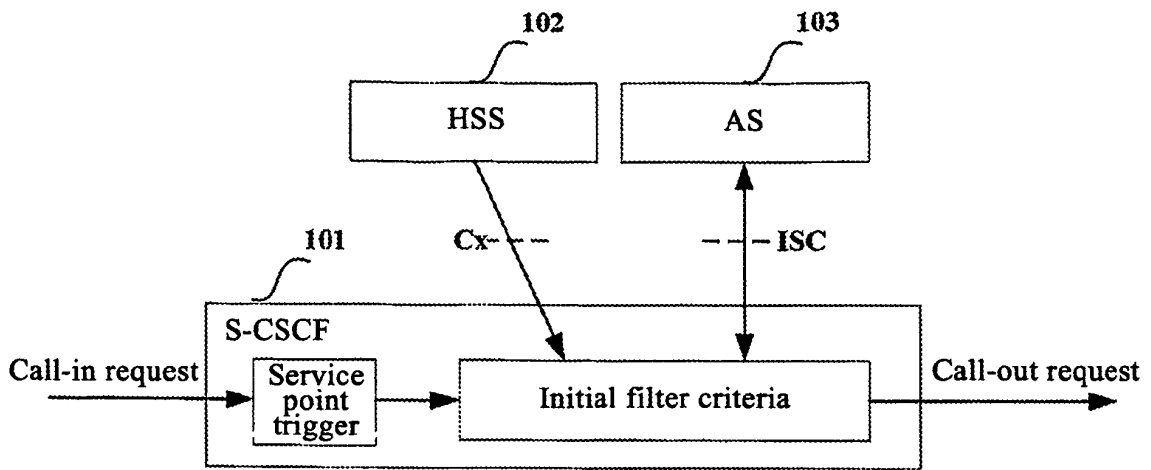 102
103
HSS
AS
Cx
ISC
101
S-CSCF
Call-in request
Service
point
trigger
Initial filter criteria
Call-out request